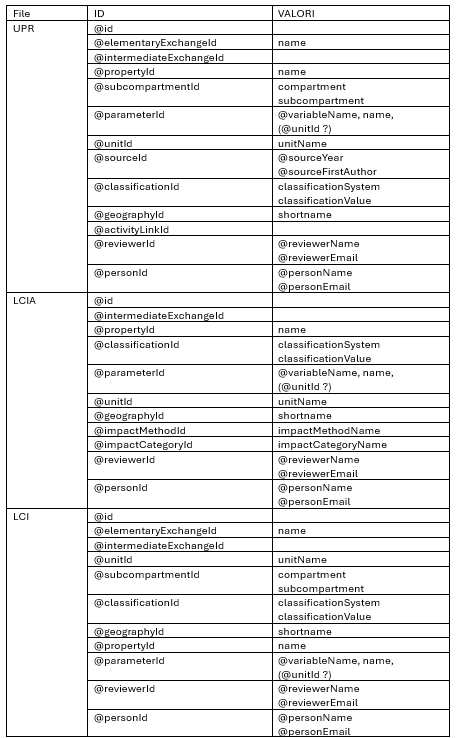 File ID VALORI
UPR @id
@elementaryExchangeId name
@intermediateExchangeId
@propertyId name
@subcompartmentId compartment
subcompartment
@parameterId @variableName, name,
(@unitId ?)
@unitId unitName
@sourceId @sourceYear
@sourceFirstAuthor
@classificationId classificationSystem
classificationValue
@geographyId shortname
@activityLinkId
@reviewerId @reviewerName
@reviewerEmail
@personId @personName
@personEmail
LCIA @id
@intermediateExchangeId
@propertyId name
@classificationId classificationSystem
classificationValue
@parameterId @variableName, name,
(@unitId ?)
@unitId unitName
@geographyId shortname
@impactMethodId impactMethodName
@impactCategoryId impactCategoryName
@reviewerId @reviewerName
@reviewerEmail
@personId @personName
@personEmail
LCI @id
@elementaryExchangeId name
@intermediateExchangeId
@unitId unitName
@subcompartmentId compartment
subcompartment
@classificationId classificationSystem
classificationValue
@geographyId shortname
@propertyId name
@parameterId @variableName, name,
(@unitId ?)
@reviewerId @reviewerName
@reviewerEmail
@personId @personName
@personEmail